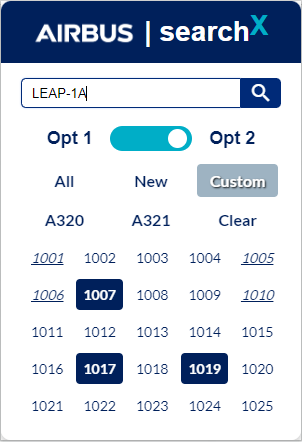 AIRBUS | searchX
LEAP-1A
Opt 1 Opt 2
All New Custom
A320 A321 Clear
1001 1002 1003 1004 1005
1006 1007 1008 1009 1010
1011 1012 1013 1014 1015
1016 1017 1018 1019 1020
1021 1022 1023 1024 1025